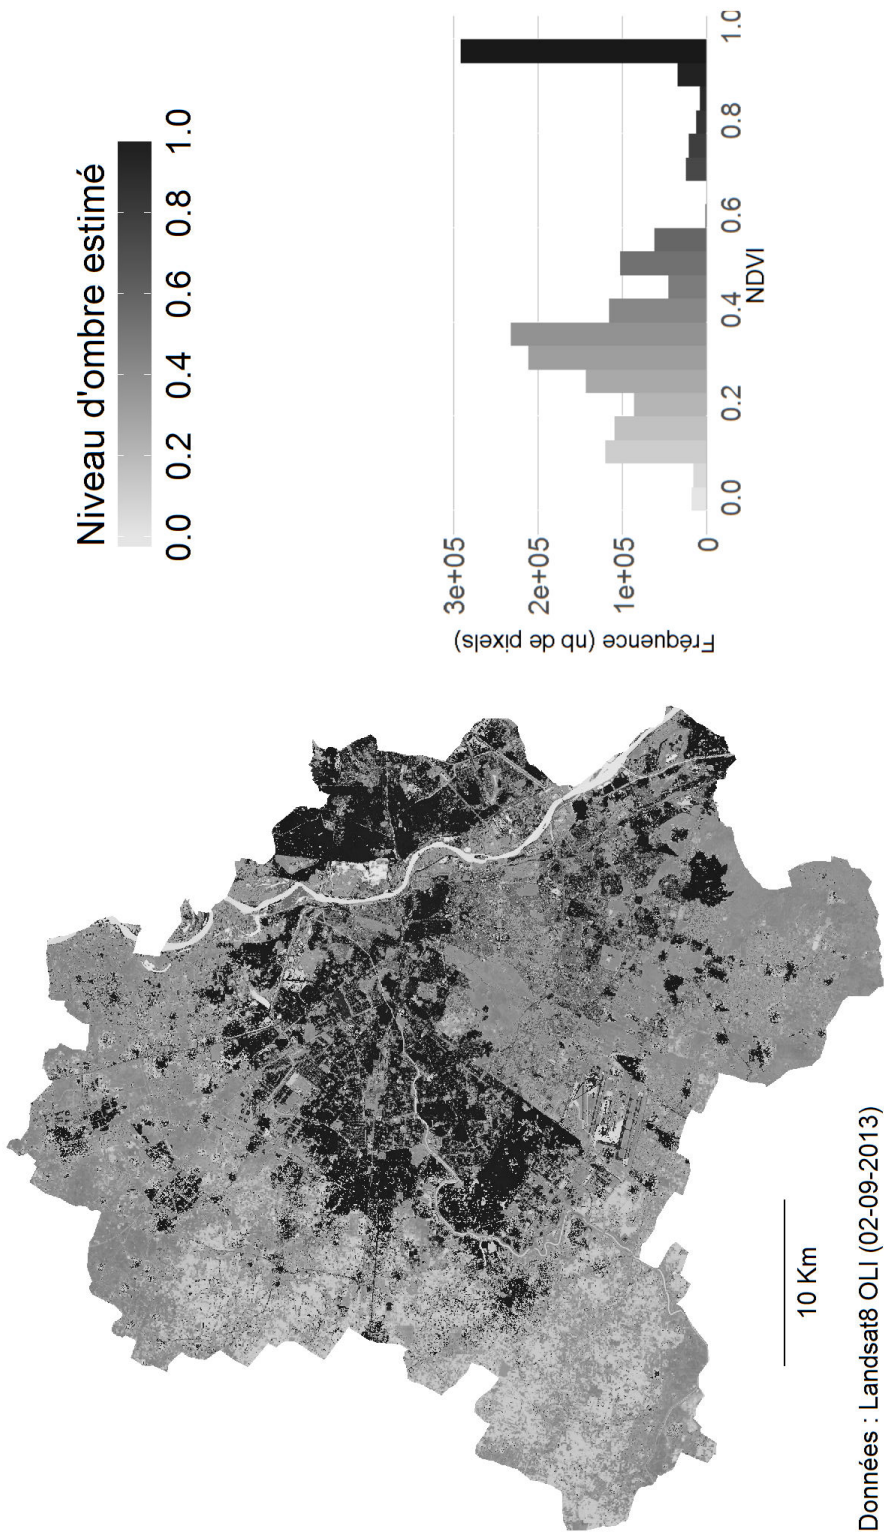 Niveau d'ombre estimé
0.0 0.2 0.4 0.6 0.8 1.0
3e+05
2e+05
1e+05
0
Fréquence (nb de pixels)
0.0 0.2 0.4 0.6 0.8 1.0
NDVI
10 Km
Données : Landsat8 OLI (02-09-2013)